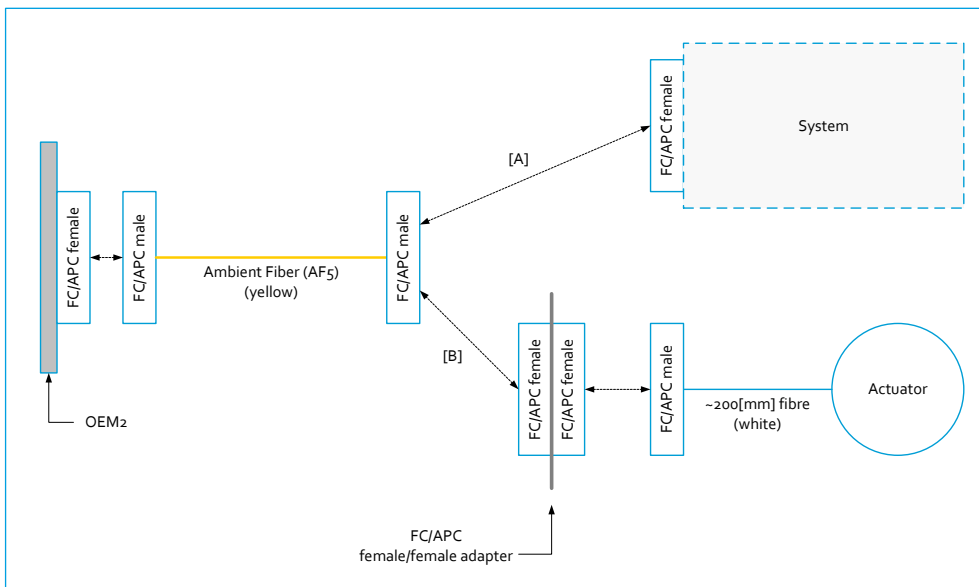 FC/APC female
System
[A]
FC/APC female
FC/APC male
Ambient Fiber (AF5)
(yellow)
FC/APC male
[B]
FC/APC female
FC/APC female
FC/APC male
~200[mm] fibre
(white)
Actuator
OEM2
FC/APC
female/female adapter